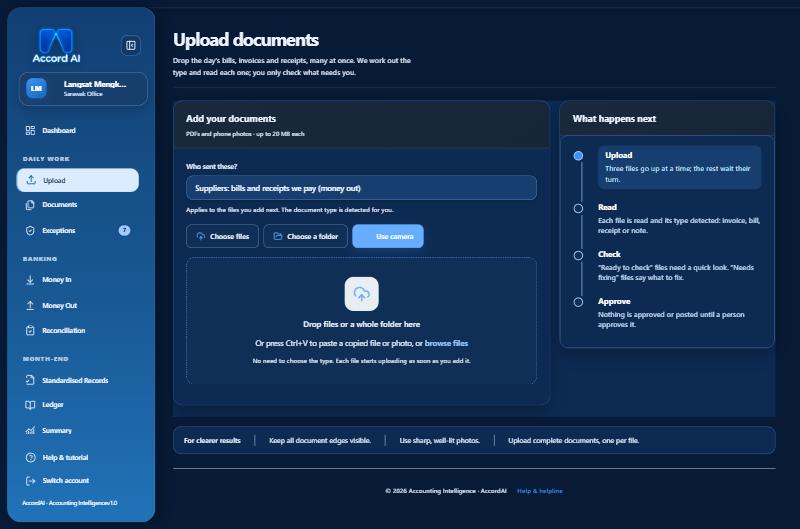 Accord AI
LM
Langsat Mengk...
Sarawak Office
Dashboard
DAILY WORK
Upload
Documents
Exceptions 7
BANKING
Money In
Money Out
Reconciliation
MONTH-END
Standardised Records
Ledger
Summary
Help & tutorial
Switch account
AccordAI - Accounting Intelligencev1.0
Upload documents
Drop the day's bills, invoices and receipts, many at once. We work out the
type and read each one; you only check what needs you.
Add your documents
PDFs and phone photos · up to 20 MB each
Who sent these?
Suppliers: bills and receipts we pay (money out)
Applies to the files you add next. The document type is detected for you.
Choose files
Choose a folder
Use camera
Drop files or a whole folder here
Or press Ctrl+V to paste a copied file or photo, or browse files
No need to choose the type. Each file starts uploading as soon as you add it.
What happens next
Upload
Three files go up at a time; the rest wait their
turn.
Read
Each file is read and its type detected: invoice, bill,
receipt or note.
Check
"Ready to check" files need a quick look. "Needs
fixing" files say what to fix.
Approve
Nothing is approved or posted until a person
approves it.
For clearer results
Keep all document edges visible.
Use sharp, well-lit photos.
Upload complete documents, one per file.
© 2026 Accounting Intelligence · AccordAI
Help & helpline